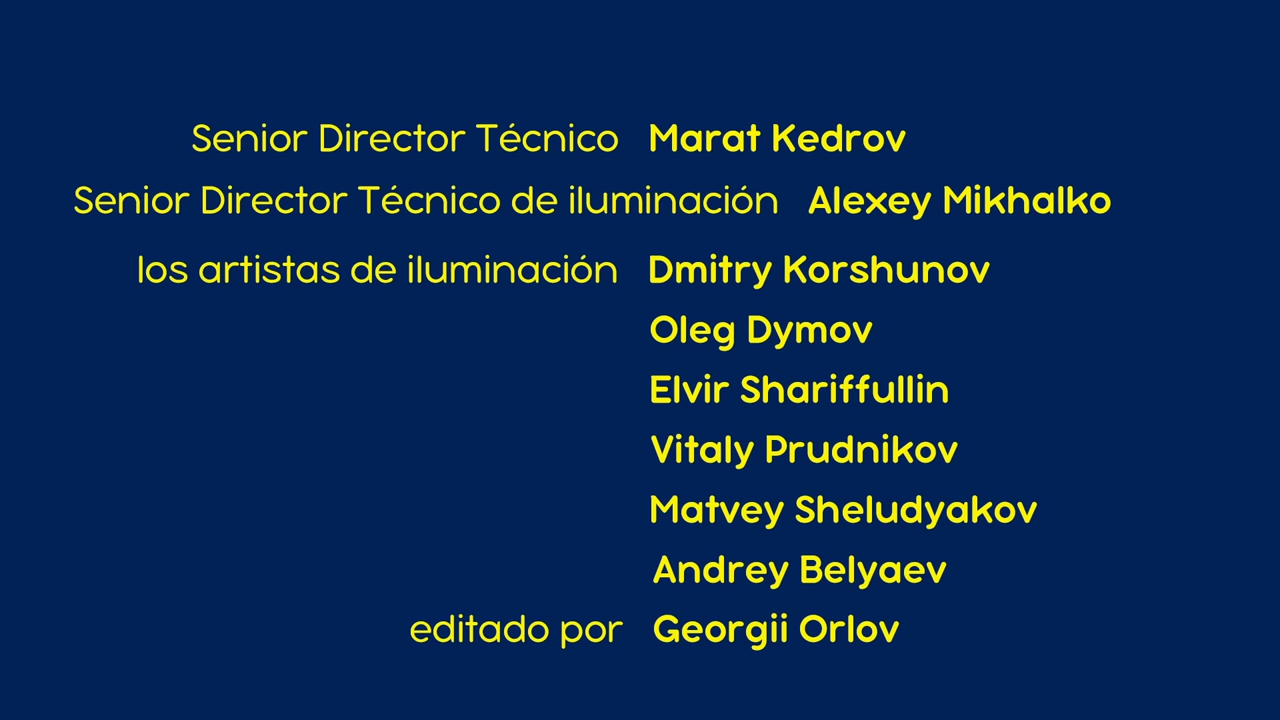 Senior Director Técnico Marat Kedrov
Senior Director Técnico de iluminación Alexey Mikhalko
los artistas de iluminación Dmitry Korshunov
Oleg Dymov
Elvir Shariffullin
Vitaly Prudnikov
Matvey Sheludyakov
Andrey Belyaev
editado por Georgii Orlov